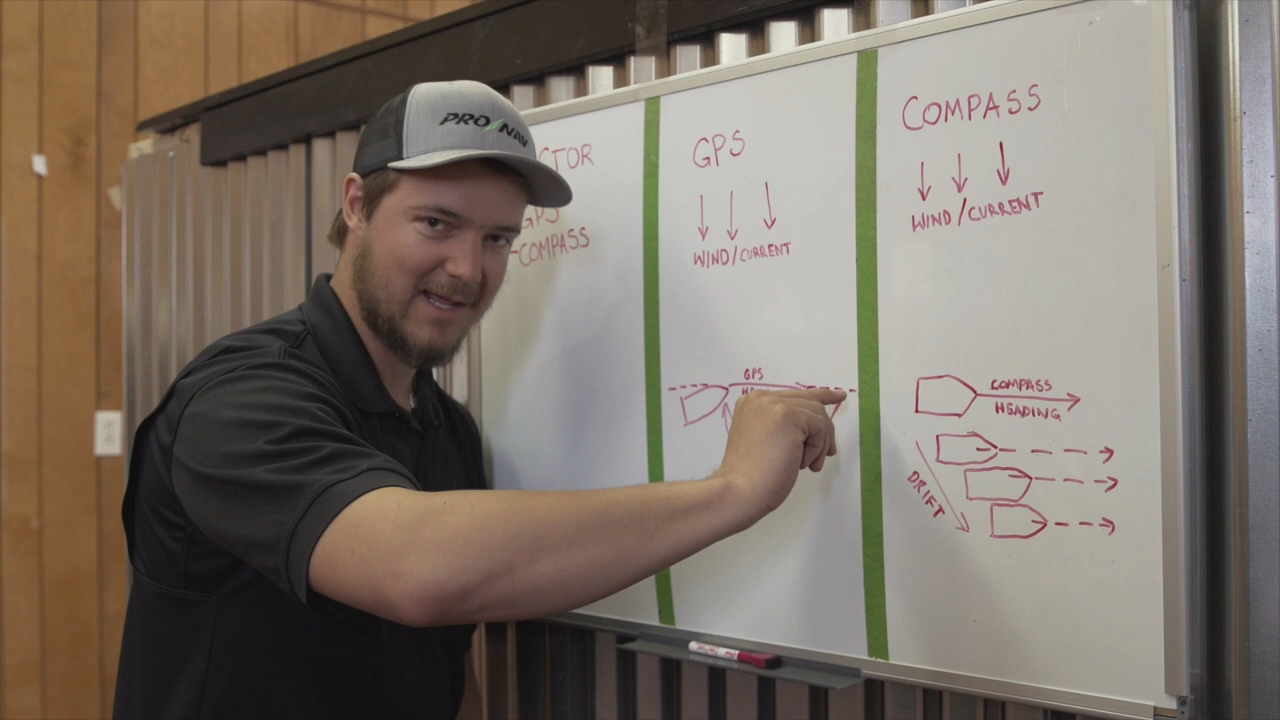 PRO NAV
CTOR
GPS
-COMPASS
GPS
WIND/CURRENT
GPS
COMPASS
WIND/CURRENT
COMPASS
HEADING
DRIFT